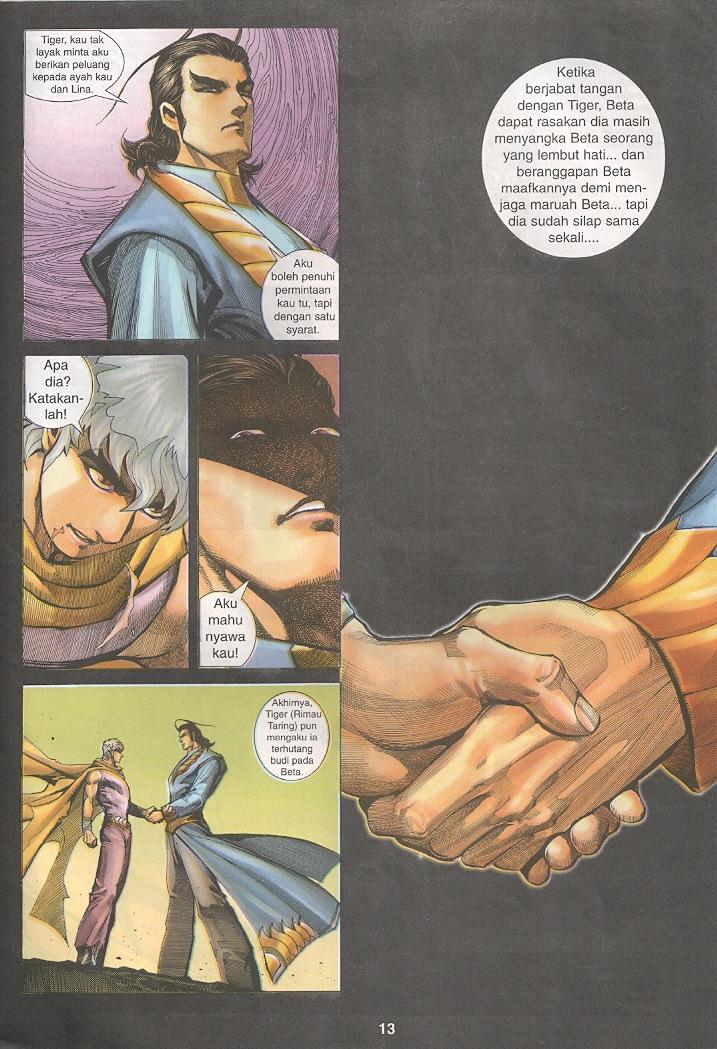 Tiger, kau tak
layak minta aku
berikan peluang
kepada ayah kau
dan Lina.
Aku
boleh penuhi
permintaan
kau tu, tapi
dengan satu
syarat.
Apa
dia?
Katakan-
lah!
Aku
mahu
nyawa
kau!
Akhirnya,
Tiger (Rimau
Taring) pun
mengaku ia
terhutang
budi pada
Beta.
Ketika
berjabat tangan
dengan Tiger, Beta
dapat rasakan dia masih
menyangka Beta seorang
yang lembut hati... dan
beranggapan Beta
maafkannya demi men-
jaga maruah Beta... tapi
dia sudah silap sama
sekali....
13